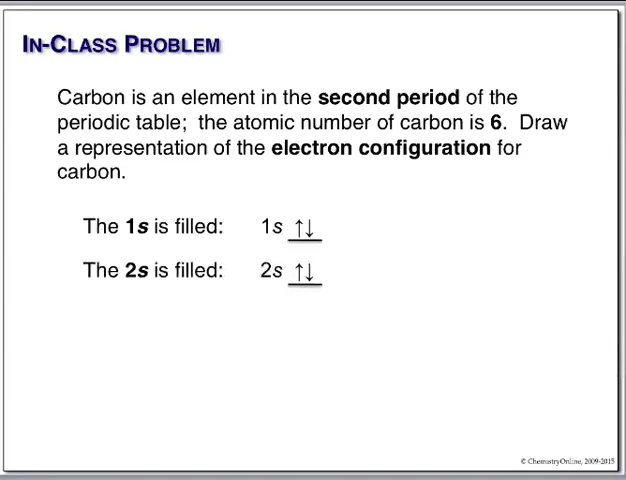 IN-CLASS PROBLEM
Carbon is an element in the second period of the
periodic table; the atomic number of carbon is 6. Draw
a representation of the electron configuration for
carbon.
The 1s is filled: 1s ↑↓
The 2s is filled: 2s ↑↓
© ChemistryOnline, 2009-2015